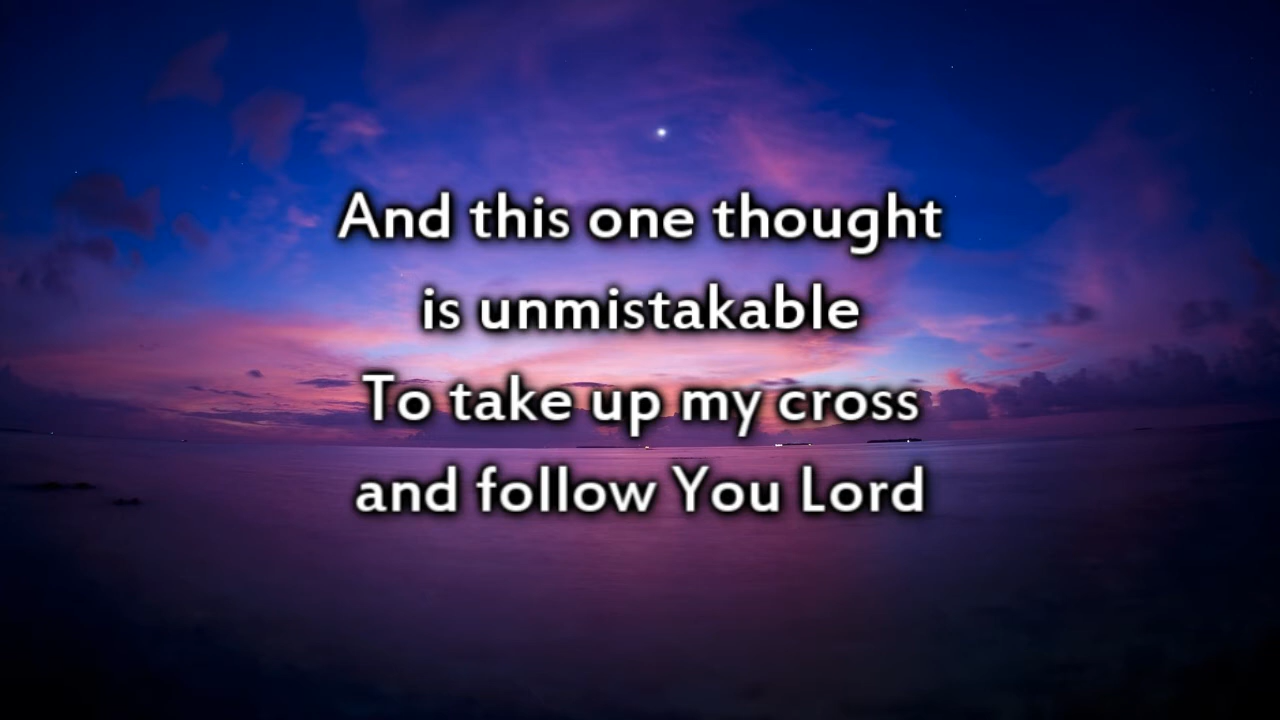 And this one thought
is unmistakable
To take up my cross
and follow You Lord